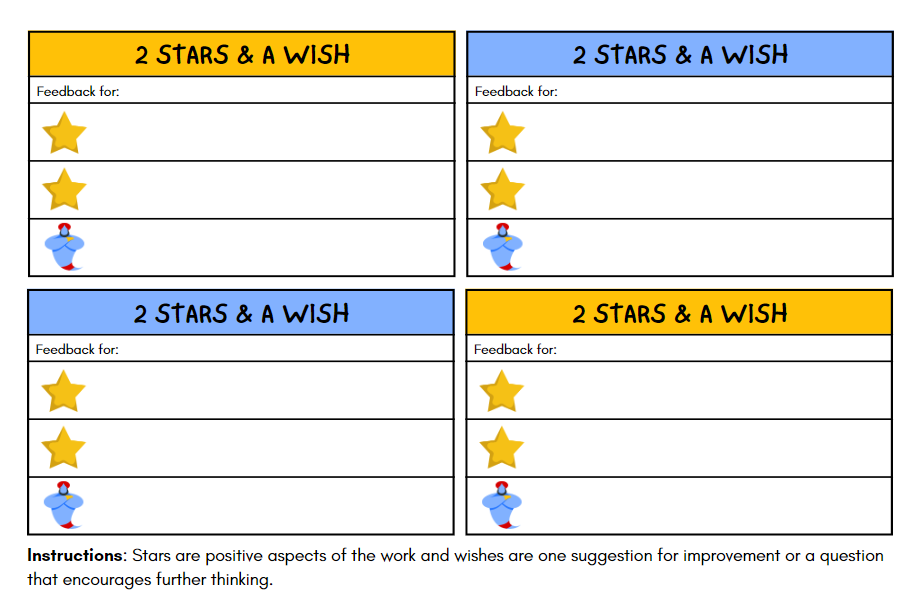 2 STARS & A WISH
Feedback for:
2 STARS & A WISH
Feedback for:
2 STARS & A WISH
Feedback for:
2 STARS & A WISH
Feedback for:
Instructions: Stars are positive aspects of the work and wishes are one suggestion for improvement or a question
that encourages further thinking.